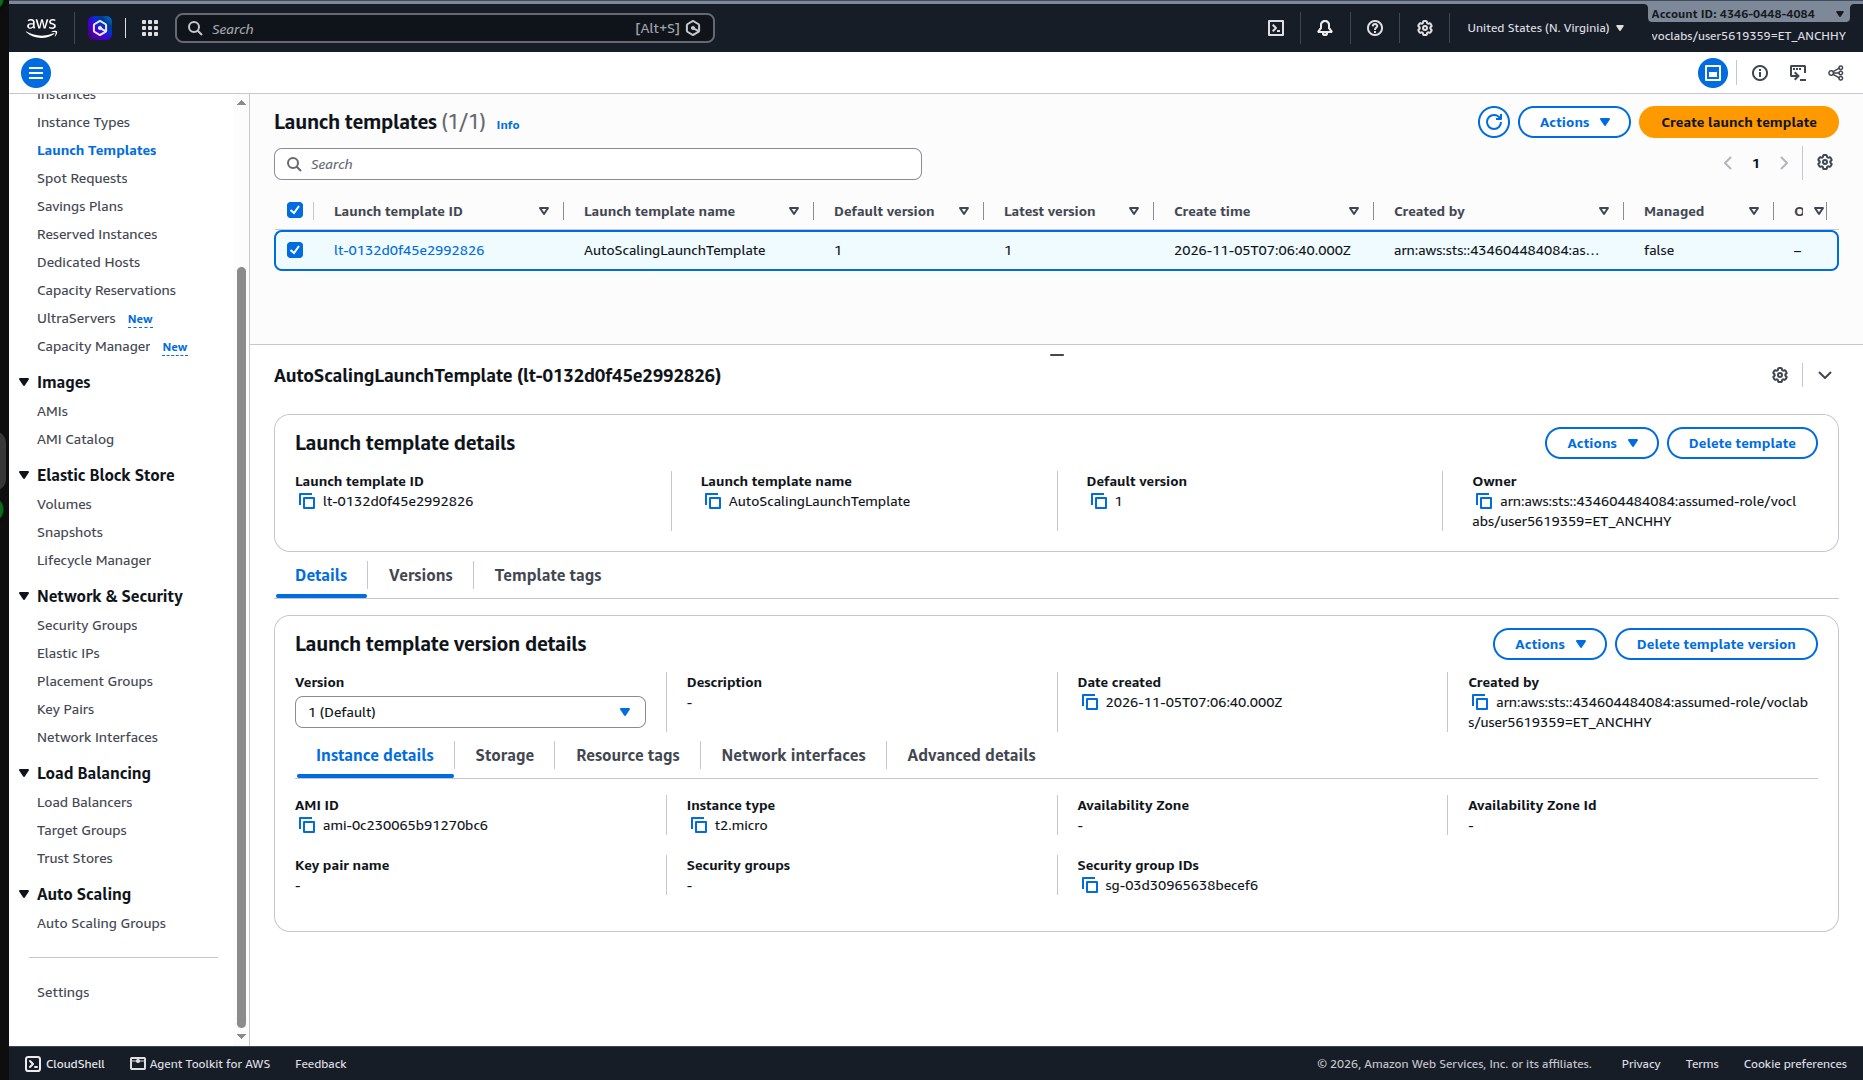 aws
Search
[Alt+S]
United States (N. Virginia)
Account ID: 4346-0448-4084
voclabs/user5619359=ET_ANCHHY
Instances
Instance Types
Launch Templates
Spot Requests
Savings Plans
Reserved Instances
Dedicated Hosts
Capacity Reservations
UltraServers New
Capacity Manager New
Images
AMIs
AMI Catalog
Elastic Block Store
Volumes
Snapshots
Lifecycle Manager
Network & Security
Security Groups
Elastic IPs
Placement Groups
Key Pairs
Network Interfaces
Load Balancing
Load Balancers
Target Groups
Trust Stores
Auto Scaling
Auto Scaling Groups
Settings
Launch templates (1/1) Info
Actions
Create launch template
Search
1
Launch template ID Launch template name Default version Latest version Create time Created by Managed
lt-0132d0f45e2992826 AutoScalingLaunchTemplate 1 1 2026-11-05T07:06:40.000Z arn:aws:sts::434604484084:as... false –
AutoScalingLaunchTemplate (lt-0132d0f45e2992826)
Launch template details
Actions
Delete template
Launch template ID
lt-0132d0f45e2992826
Launch template name
AutoScalingLaunchTemplate
Default version
1
Owner
arn:aws:sts::434604484084:assumed-role/vocl
abs/user5619359=ET_ANCHHY
Details Versions Template tags
Launch template version details
Actions
Delete template version
Version
1 (Default)
Description
-
Date created
2026-11-05T07:06:40.000Z
Created by
arn:aws:sts::434604484084:assumed-role/voclab
s/user5619359=ET_ANCHHY
Instance details Storage Resource tags Network interfaces Advanced details
AMI ID
ami-0c230065b91270bc6
Instance type
t2.micro
Availability Zone
-
Availability Zone Id
-
Key pair name
-
Security groups
-
Security group IDs
sg-03d30965638becef6
CloudShell
Agent Toolkit for AWS
Feedback
© 2026, Amazon Web Services, Inc. or its affiliates.
Privacy
Terms
Cookie preferences